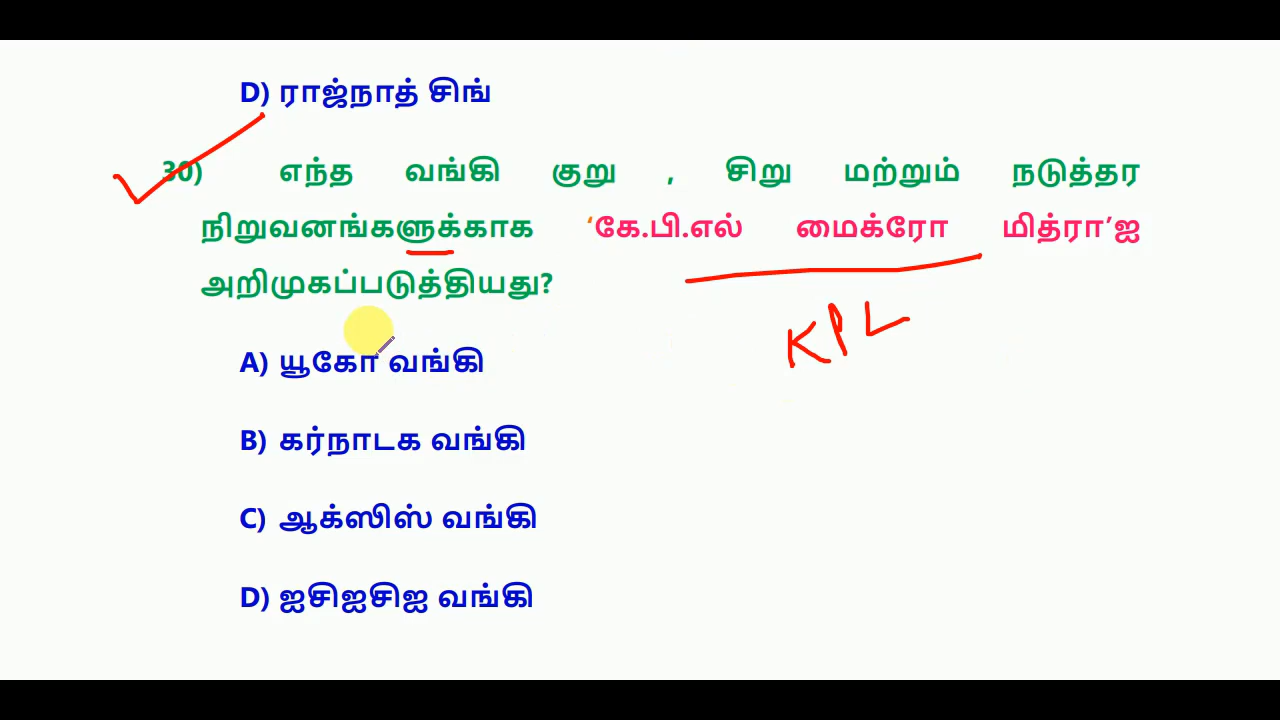 D) ராஜ்நாத் சிங்
30) எந்த வங்கி குறு , சிறு மற்றும் நடுத்தர
நிறுவனங்களுக்காக ‘கே.பி.எல் மைக்ரோ மித்ரா’ஐ
அறிமுகப்படுத்தியது?
KPL
A) யூகோ வங்கி
B) கர்நாடக வங்கி
C) ஆக்ஸிஸ் வங்கி
D) ஐசிஐசிஐ வங்கி